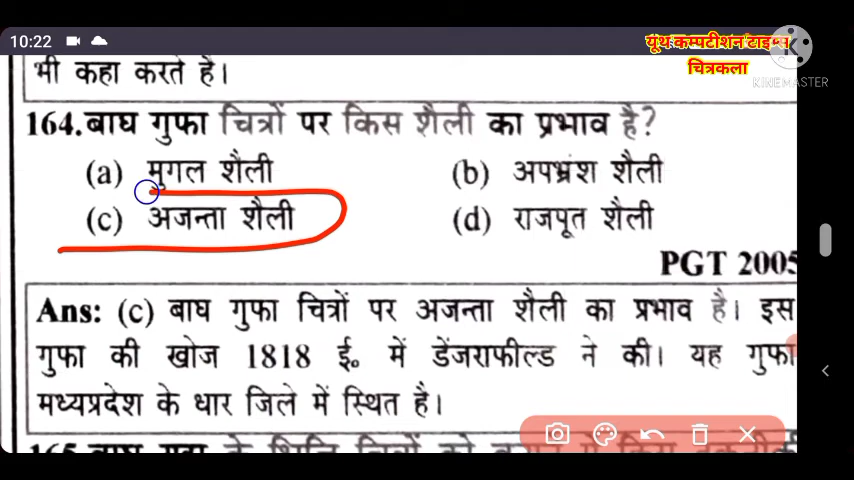 10:22
यूथ कम्पटीशन टाइम्स
चित्रकला
KINEMASTER
भी कहा करते है।
164.बाघ गुफा चित्रों पर किस शैली का प्रभाव है?
(a) मुगल शैली (b) अपभ्रंश शैली
(c) अजन्ता शैली (d) राजपूत शैली
PGT 2005
Ans: (c) बाघ गुफा चित्रों पर अजन्ता शैली का प्रभाव है। इस
गुफा की खोज 1818 ई० में डेंजराफील्ड ने की। यह गुफा
मध्यप्रदेश के धार जिले में स्थित है।